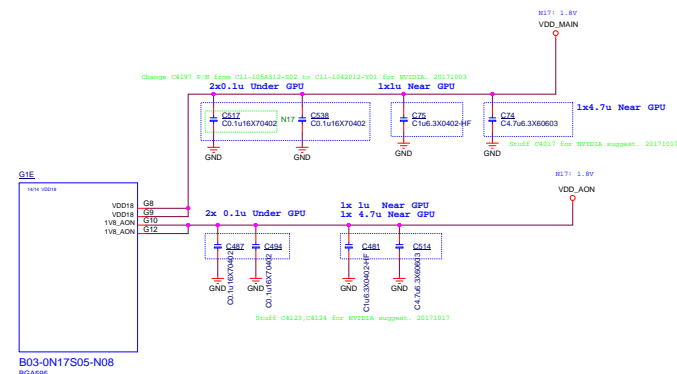 N17: 1.8V
VDD_MAIN
Change C4197 P/N from C11-105A312-S02 to C11-1042012-Y01 for NVIDIA. 20171003
2x0.1u Under GPU
1x1u Near GPU
C517
C0.1u16X70402
N17
C538
C0.1u16X70402
C75
C1u6.3X0402-HF
C74
C4.7u6.3X60603
1x4.7u Near GPU
GND
GND
GND
GND
Stuff C4017 for NVIDIA suggest. 20171017
G1E
14/14 VDD18
N17: 1.8V
VDD_AON
VDD18
G8
VDD18
G9
1V8_AON
G10
1V8_AON
G12
2x 0.1u Under GPU
1x 1u Near GPU
1x 4.7u Near GPU
C487
C0.1u16X70402
C494
C0.1u16X70402
C481
C1u6.3X0402-HF
C514
C4.7u6.3X60603
GND
GND
GND
GND
Stuff C4123,C4124 for NVIDIA suggest. 20171017
B03-0N17S05-N08
BGA595